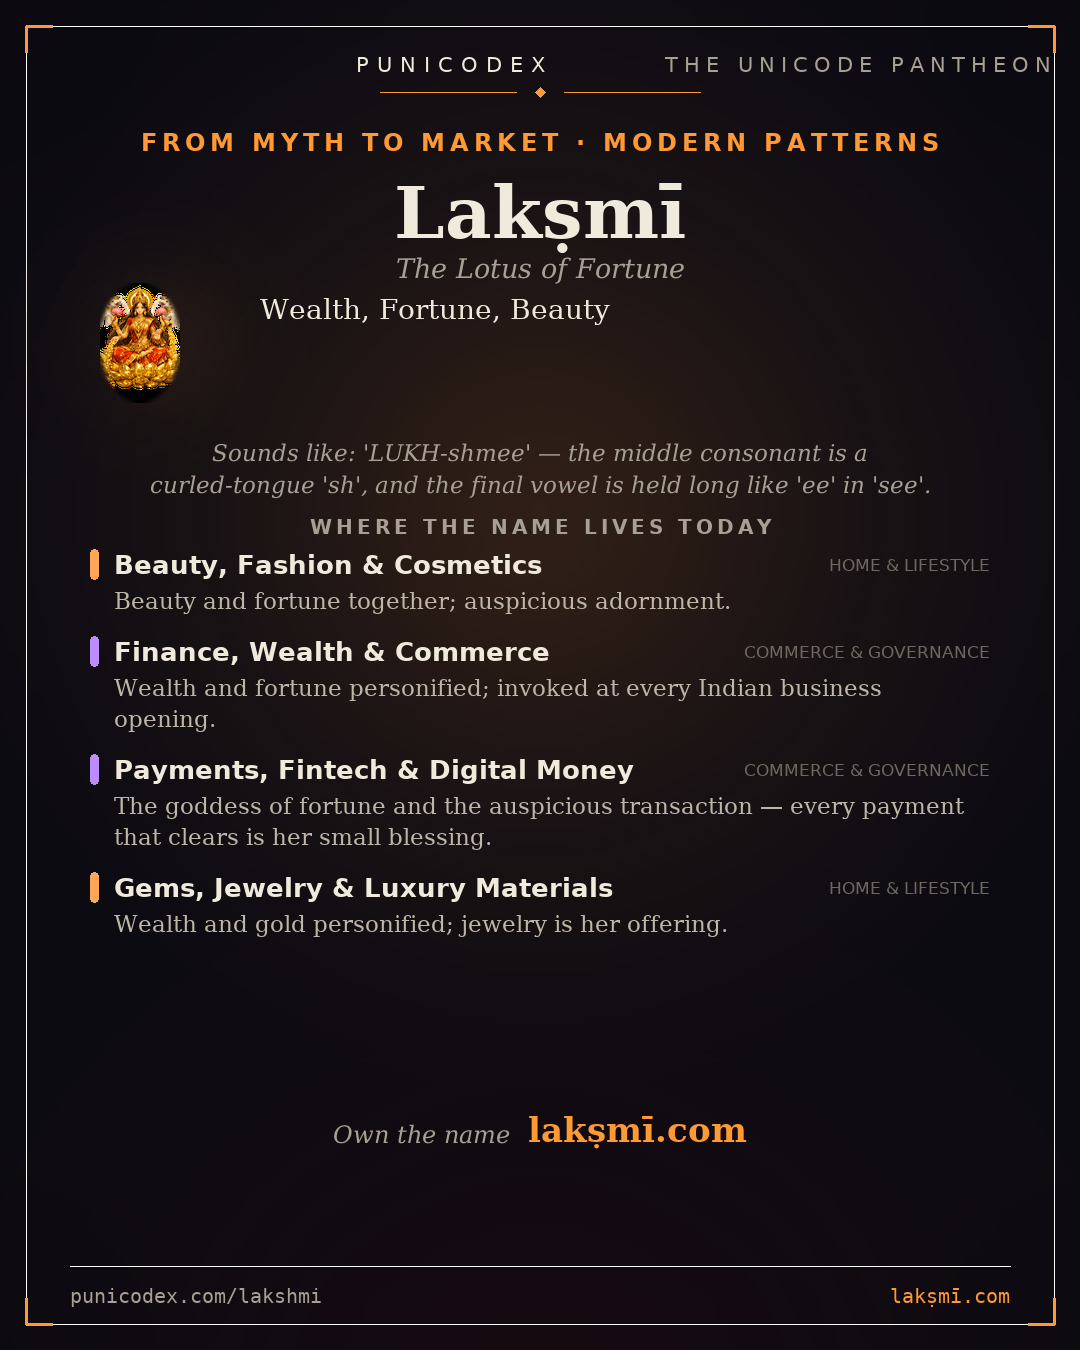 PUNICODEX
THE UNICODE PANTHEON
FROM MYTH TO MARKET · MODERN PATTERNS
Lakṣmī
The Lotus of Fortune
Wealth, Fortune, Beauty
Sounds like: 'LUKH-shmee' — the middle consonant is a
curled-tongue 'sh', and the final vowel is held long like 'ee' in 'see'.
WHERE THE NAME LIVES TODAY
Beauty, Fashion & Cosmetics
HOME & LIFESTYLE
Beauty and fortune together; auspicious adornment.
Finance, Wealth & Commerce
COMMERCE & GOVERNANCE
Wealth and fortune personified; invoked at every Indian business
opening.
Payments, Fintech & Digital Money
COMMERCE & GOVERNANCE
The goddess of fortune and the auspicious transaction — every payment
that clears is her small blessing.
Gems, Jewelry & Luxury Materials
HOME & LIFESTYLE
Wealth and gold personified; jewelry is her offering.
Own the name lakṣmī.com
punicodex.com/lakshmi
lakṣmī.com